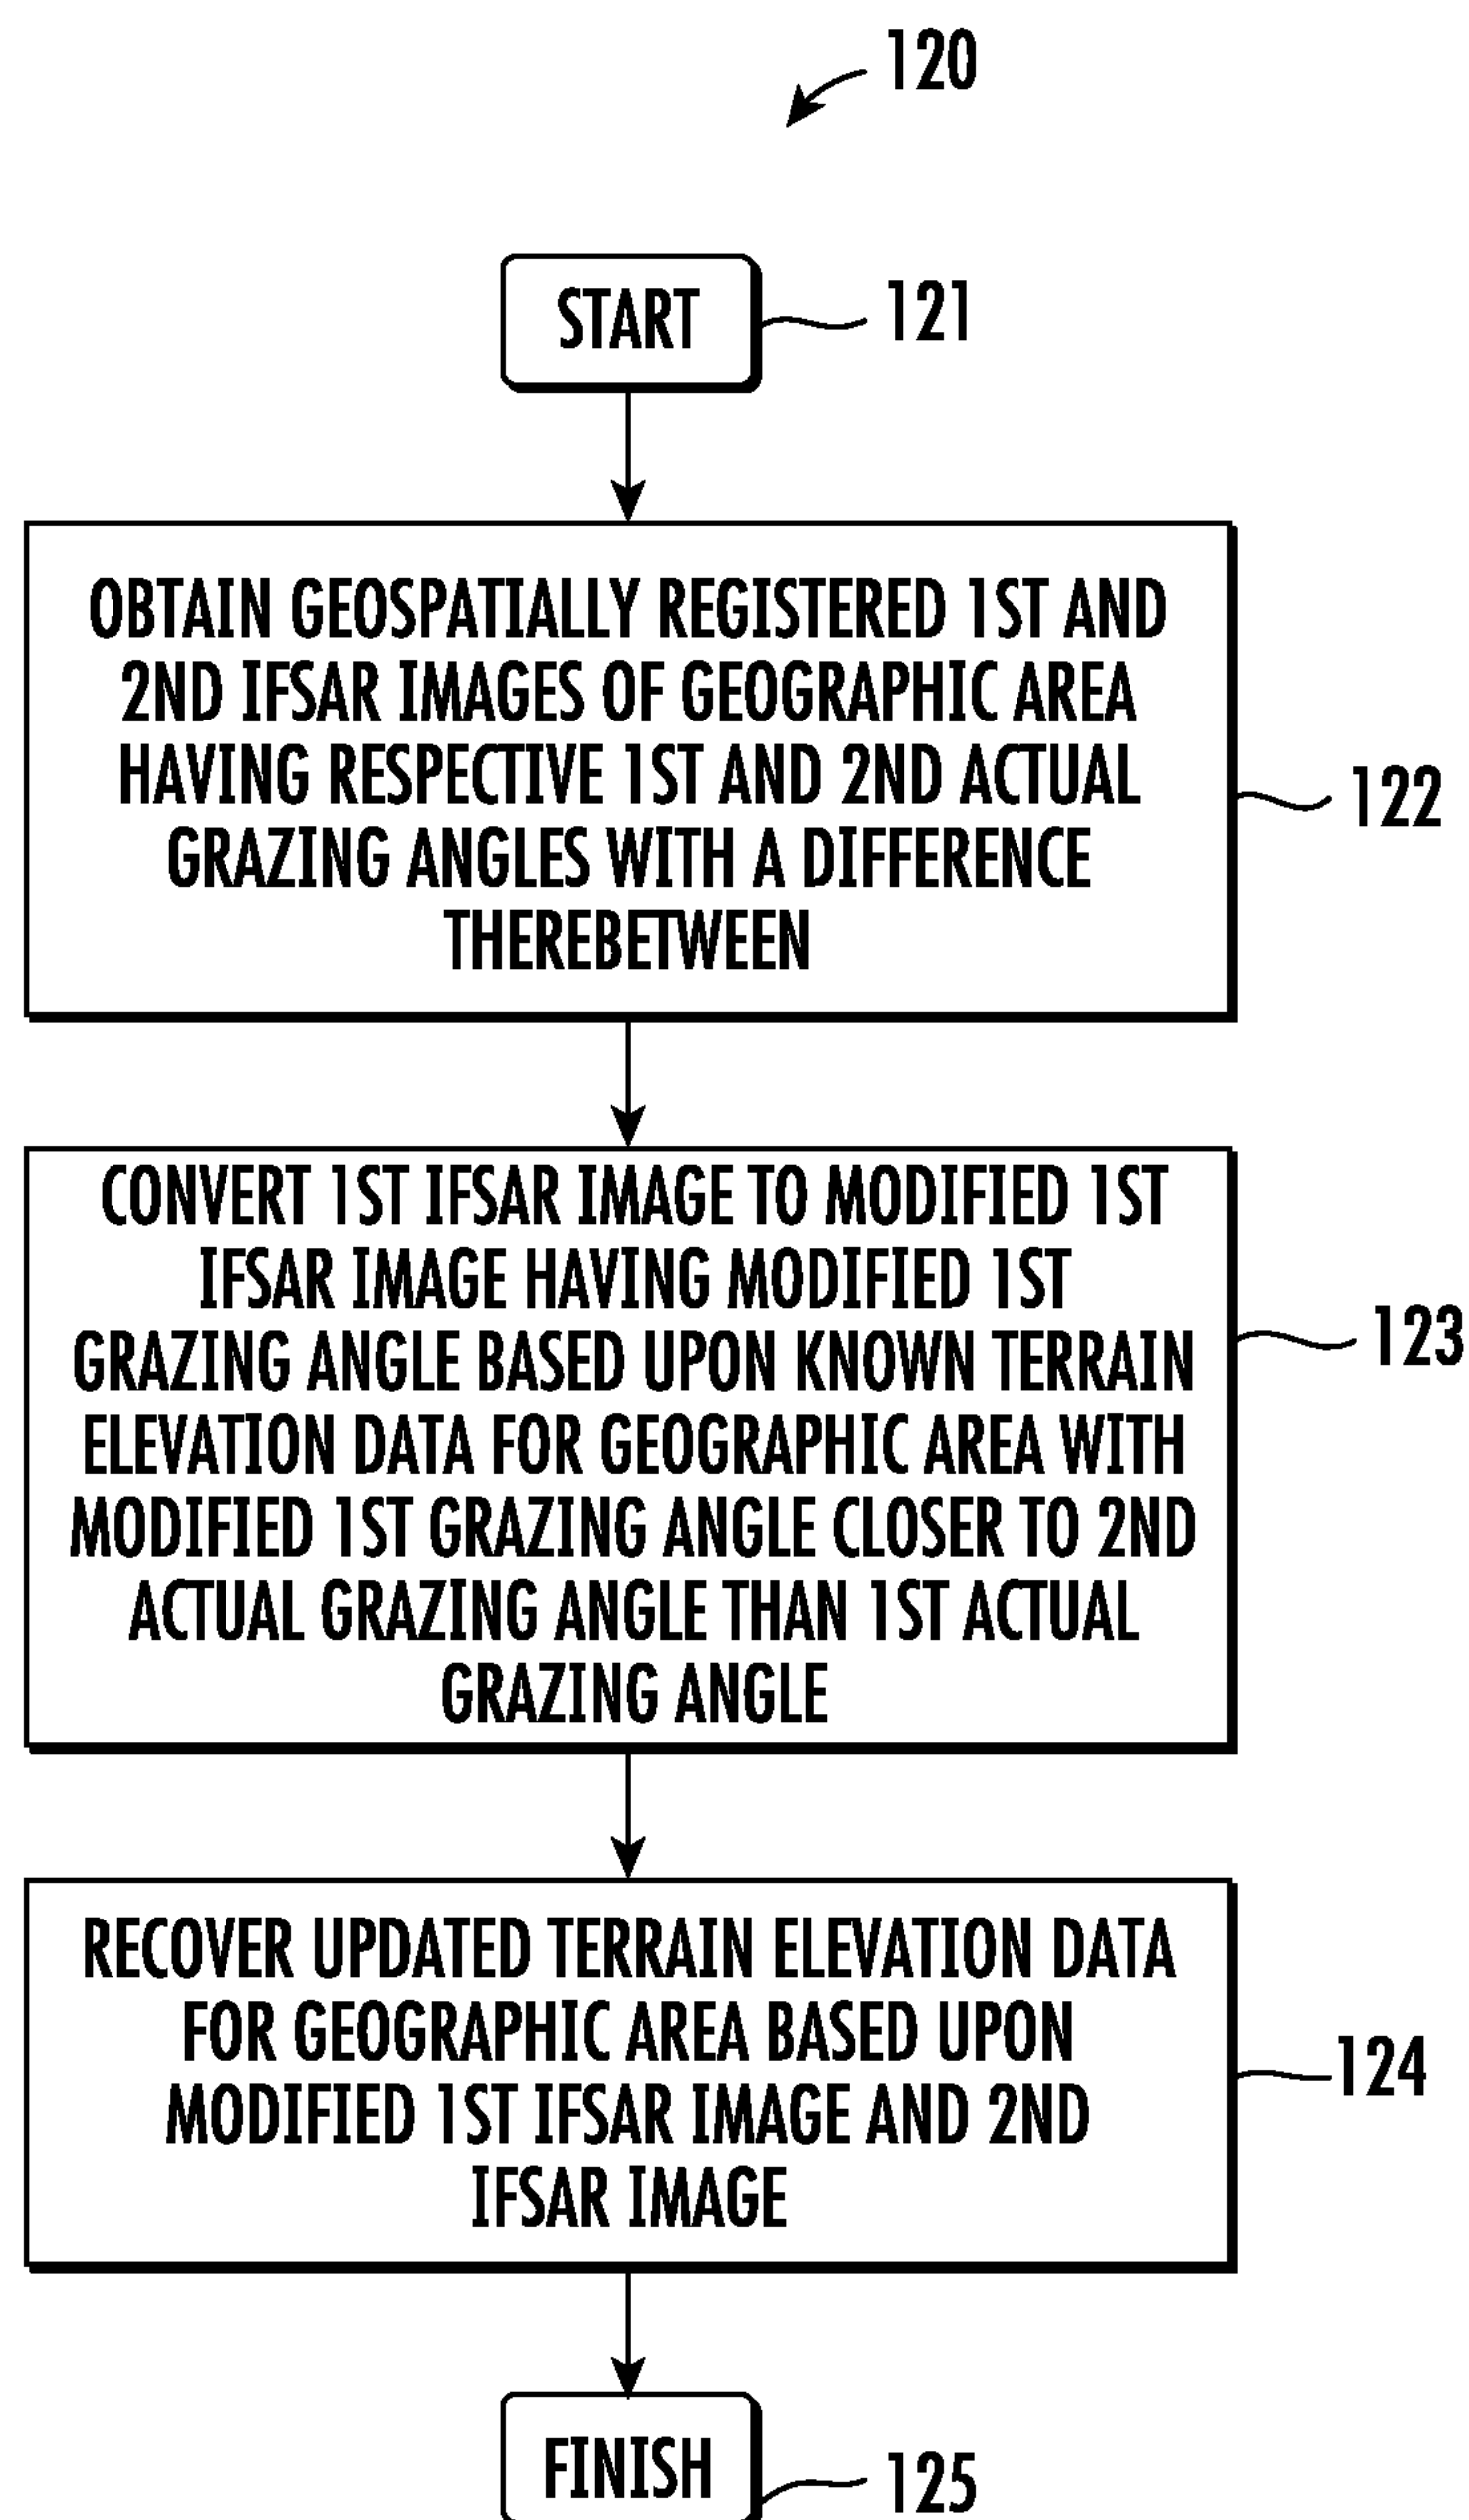 120
START
121
OBTAIN GEOSPATIALLY REGISTERED 1ST AND
2ND IFSAR IMAGES OF GEOGRAPHIC AREA
HAVING RESPECTIVE 1ST AND 2ND ACTUAL
GRAZING ANGLES WITH A DIFFERENCE
THEREBETWEEN
122
CONVERT 1ST IFSAR IMAGE TO MODIFIED 1ST
IFSAR IMAGE HAVING MODIFIED 1ST
GRAZING ANGLE BASED UPON KNOWN TERRAIN
ELEVATION DATA FOR GEOGRAPHIC AREA WITH
MODIFIED 1ST GRAZING ANGLE CLOSER TO 2ND
ACTUAL GRAZING ANGLE THAN 1ST ACTUAL
GRAZING ANGLE
123
RECOVER UPDATED TERRAIN ELEVATION DATA
FOR GEOGRAPHIC AREA BASED UPON
MODIFIED 1ST IFSAR IMAGE AND 2ND
IFSAR IMAGE
124
FINISH
125